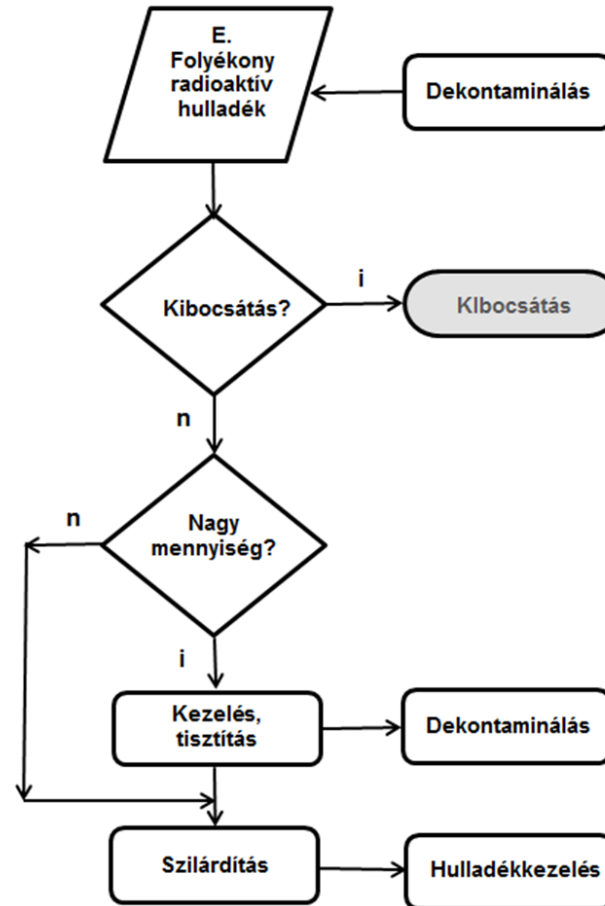 E.
Folyékony
radioaktív
hulladék
Dekontaminálás
Kibocsátás?
i
KIbocsátás
n
n
Nagy
mennyiség?
i
Kezelés,
tisztítás
Dekontaminálás
Szilárdítás
Hulladékkezelés